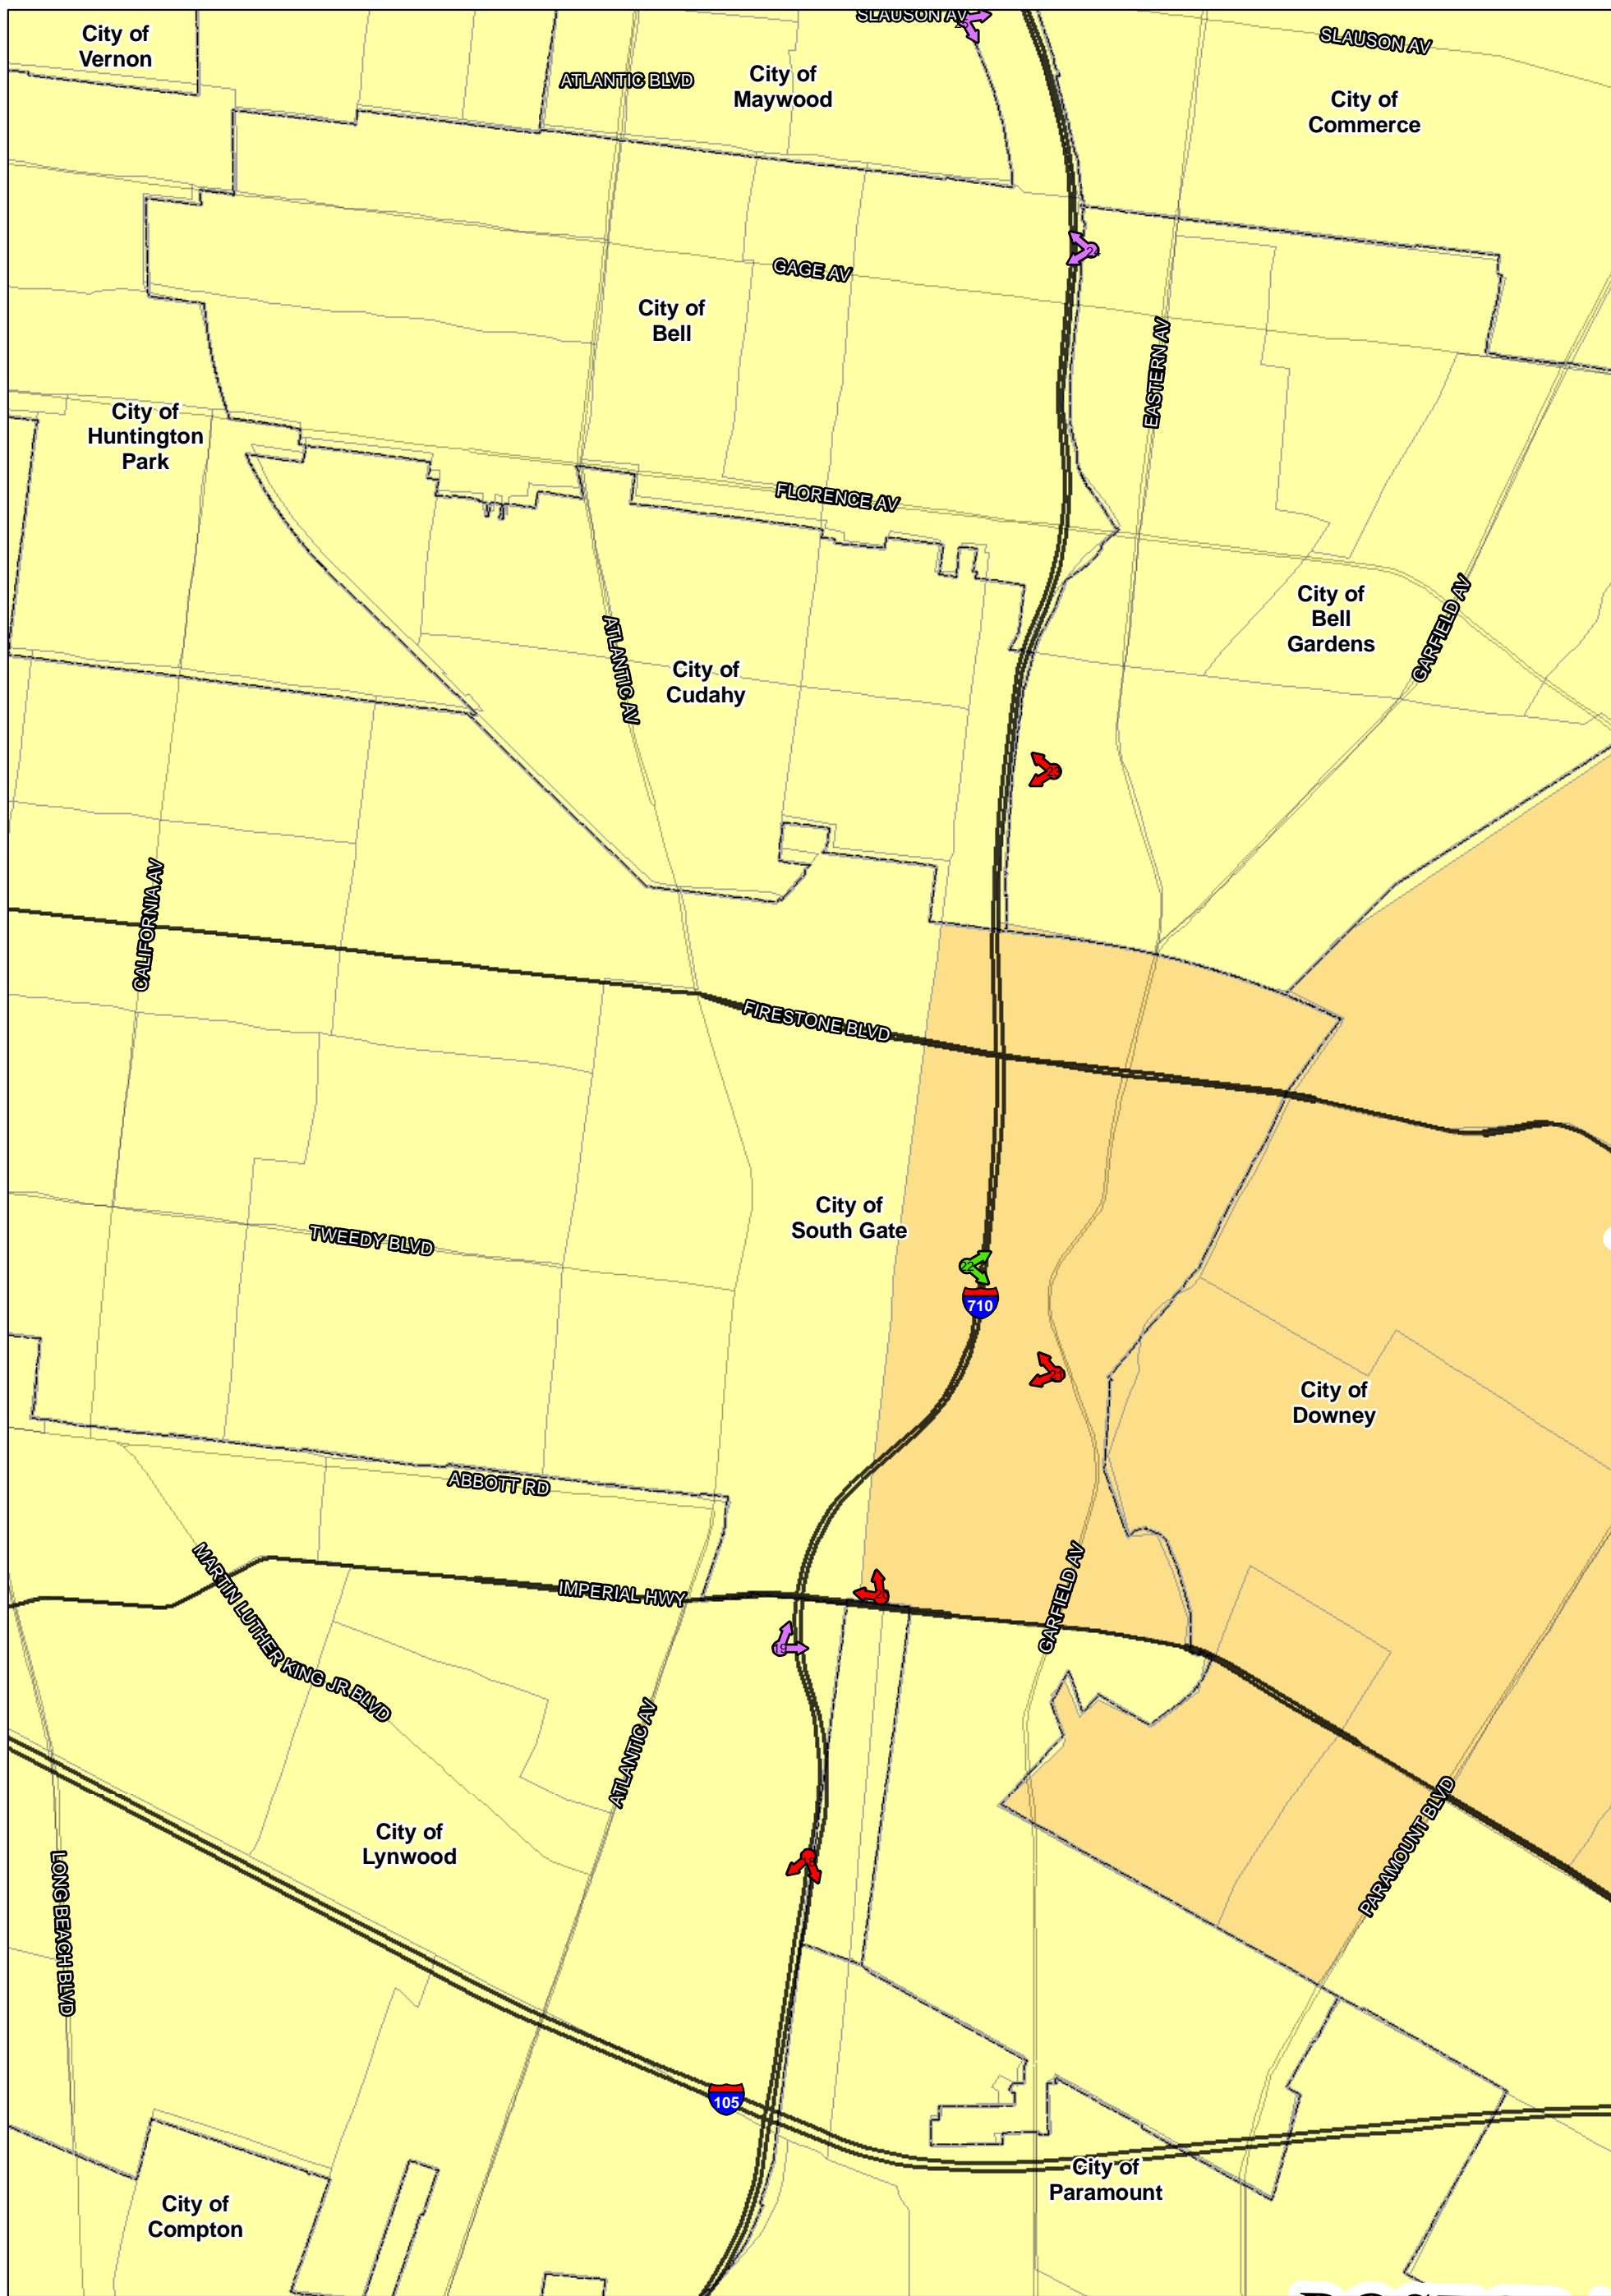 SLAUSON AV
City of
Vernon
SLAUSON AV
ATLANTIC BLVD
City of
Maywood
City of
Commerce
GAGE AV
City of
Bell
EASTERN AV
City of
Huntington
Park
FLORENCE AV
City of
Bell
Gardens
GARFIELD AV
ATLANTIC AV
City of
Cudahy
CALIFORNIA AV
FIRESTONE BLVD
City of
South Gate
TWEEDY BLVD
22
710
City of
Downey
ABBOTT RD
MARTIN LUTHER KING JR BLVD
IMPERIAL HWY
GARFIELD AV
19
ATLANTIC AV
PARAMOUNT BLVD
City of
Lynwood
LONG BEACH BLVD
105
City of
Paramount
City of
Compton